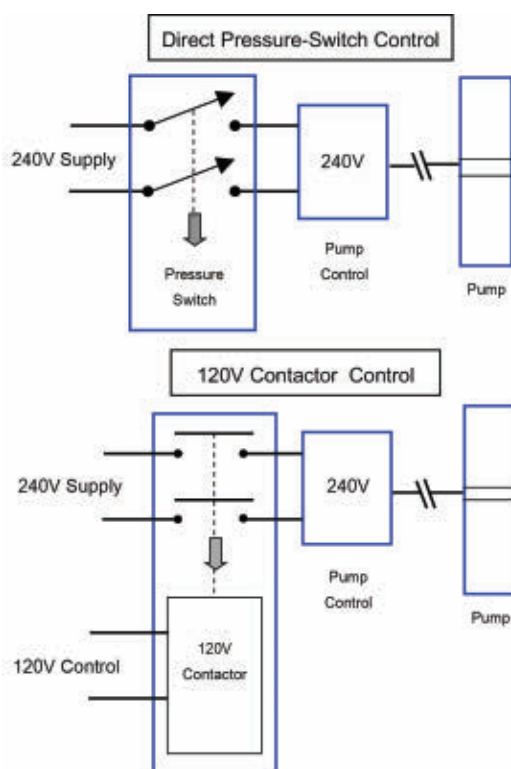 Direct Pressure-Switch Control
240V Supply
240V
Pressure
Switch
Pump
Control
Pump
120V Contactor Control
240V Supply
240V
Pump
Control
Pump
120V Control
120V
Contactor